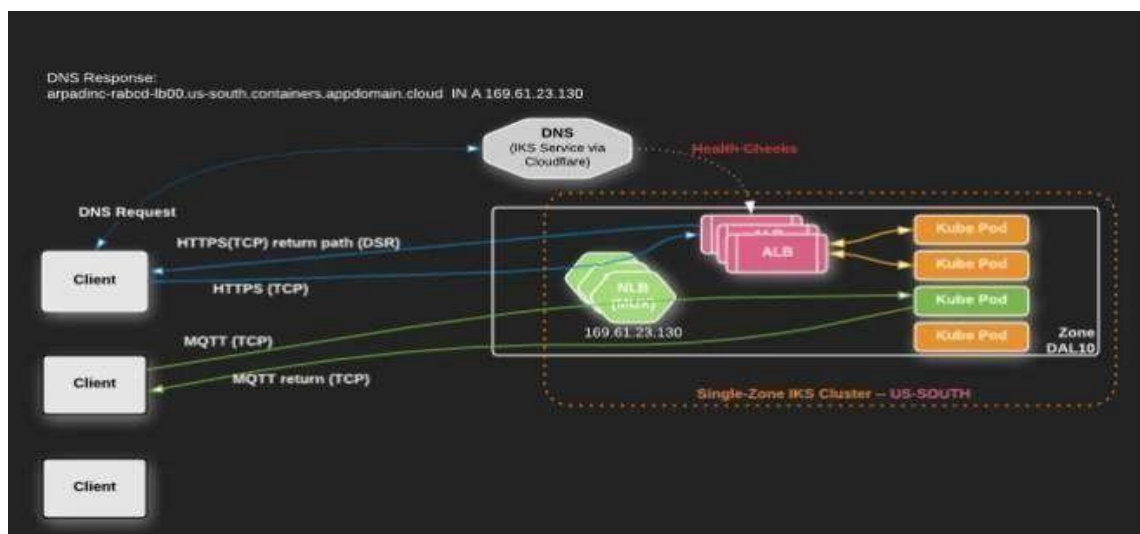 DNS Response:
arpadinc-rabcd-lb00.us-south.containers.appdomain.cloud IN A 169.61.23.130
DNS
(IKS Service via
Cloudflare)
Health Checks
DNS Request
HTTPS(TCP) return path (DSR)
Client
HTTPS (TCP)
ALB
ALB
Kube Pod
Kube Pod
NLB
(MUX)
Kube Pod
169.61.23.130
Kube Pod
Zone
DAL10
MQTT (TCP)
Client
MQTT return (TCP)
Single-Zone IKS Cluster -- US-SOUTH
Client